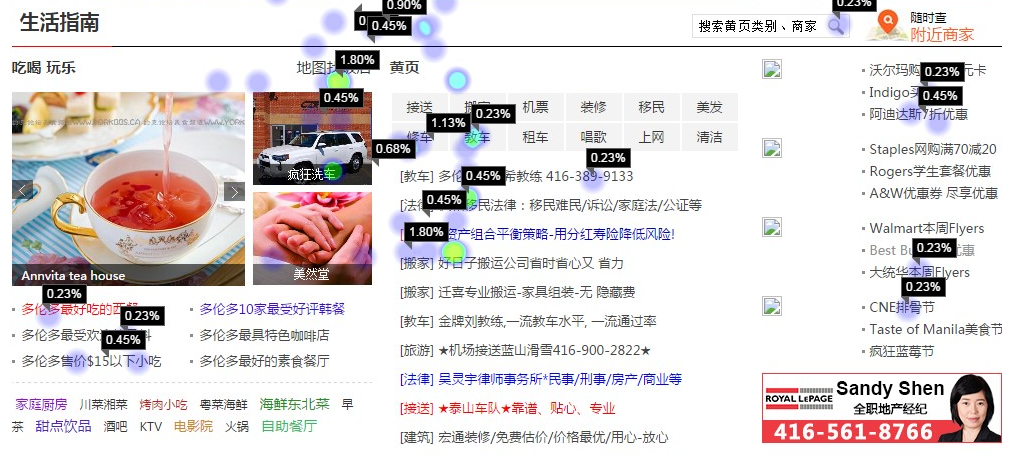 生活指南
0.90%
0.45%
0.23%
搜索黄页类别、商家
随时查
附近商家
吃喝 玩乐
地图找
1.80%
0.45%
WWW.YORKBBS.CA
疯狂洗车
0.68%
美然堂
Annvita tea house
0.23%
多伦多最好吃的西餐
多伦多10家最受好评韩餐
0.23%
多伦多最受欢
多伦多最具特色咖啡店
0.45%
多伦多售价$15以下小吃
多伦多最好的素食餐厅
家庭厨房 川菜湘菜 烤肉小吃 粤菜海鲜 海鲜东北菜 早
茶 甜点饮品 酒吧 KTV 电影院 火锅 自助餐厅
黄页
接送 搬家 机票 装修 移民 美发
1.13%
0.23%
修车 教车 租车 唱歌 上网 清洁
0.23%
0.45%
[教车] 多伦 希教练 416-389-9133
0.45%
[法律] 移民法律：移民难民/诉讼/家庭法/公证等
1.80%
资产组合平衡策略-用分红寿险降低风险!
[搬家] 好日子搬运公司省时省心又 省力
[搬家] 迁喜专业搬运-家具组装-无 隐藏费
[教车] 金牌刘教练,一流教车水平, 一流通过率
[旅游] ★机场接送蓝山滑雪416-900-2822★
[法律] 吴灵宇律师事务所*民事/刑事/房产/商业等
[接送] ★泰山车队★靠谱、贴心、专业
[建筑] 宏通装修/免费估价/价格最优/用心-放心
沃尔玛购 元卡
0.23%
Indigo买
0.45%
阿迪达斯7折优惠
Staples网购满70减20
Rogers学生套餐优惠
A&W优惠券 尽享优惠
Walmart本周Flyers
0.23%
Best Bu 优惠
大统华本周Flyers
0.23%
CNE排骨节
Taste of Manila美食节
疯狂蓝莓节
ROYAL LEPAGE
Sandy Shen
全职地产经纪
416-561-8766